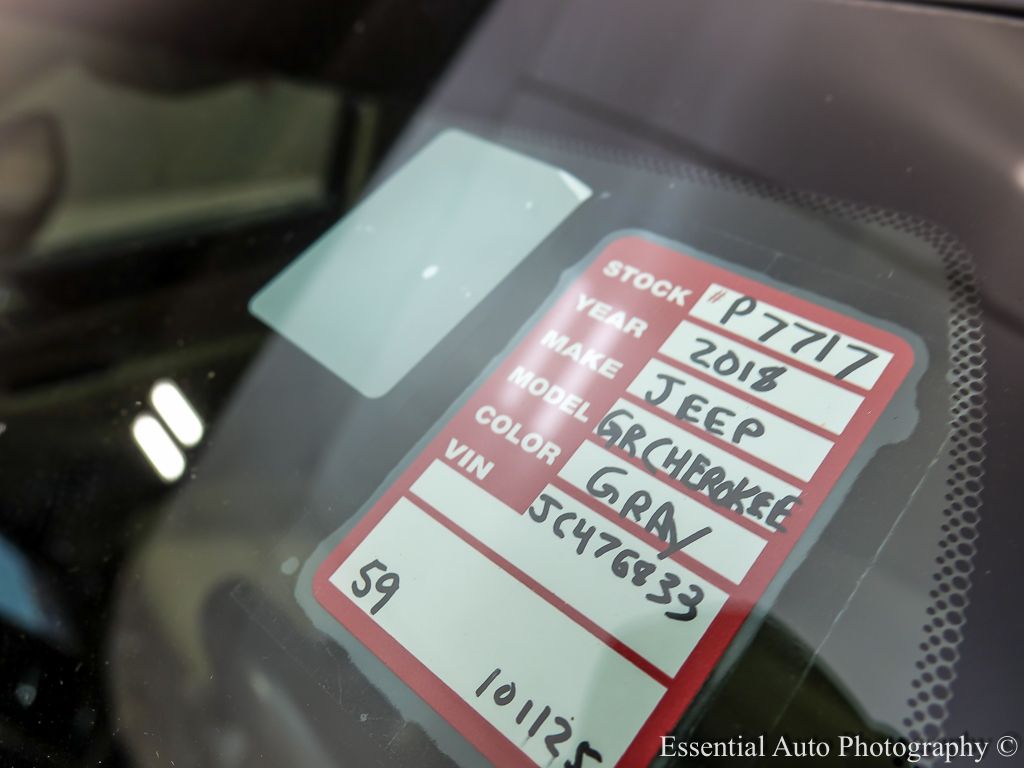 STOCK # P7717
YEAR 2018
MAKE JEEP
MODEL GRCHEROKEE
COLOR GRAY
VIN JC476833
59
101125
Essential Auto Photography ©